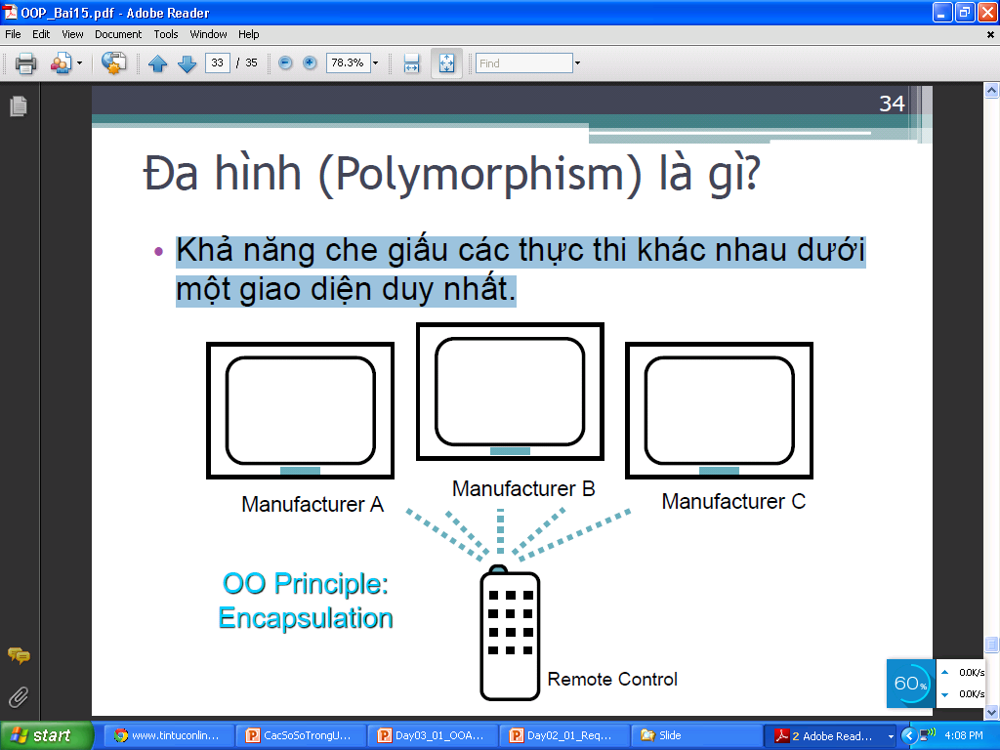 OOP_Bai15.pdf - Adobe Reader
File Edit View Document Tools Window Help
33 / 35 78.3% Find
34
Đa hình (Polymorphism) là gì?
• Khả năng che giấu các thực thi khác nhau dưới
một giao diện duy nhất.
Manufacturer A Manufacturer B Manufacturer C
OO Principle:
Encapsulation
Remote Control
60%
0.0K/s
0.0K/s
start www.tintuconlin... CacSoSoTrongU... Day03_01_OOA... Day02_01_Req... Slide 2 Adobe Read... 4:08 PM